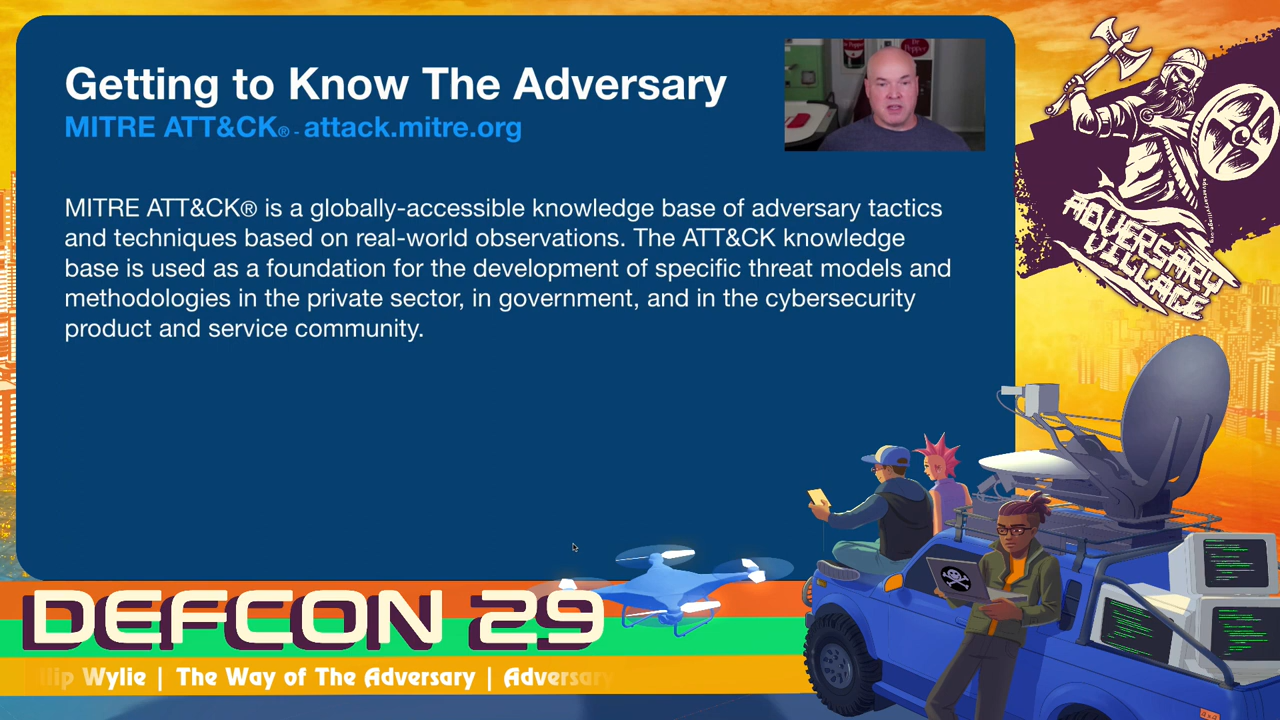 Getting to Know The Adversary
MITRE ATT&CK® - attack.mitre.org
MITRE ATT&CK® is a globally-accessible knowledge base of adversary tactics
and techniques based on real-world observations. The ATT&CK knowledge
base is used as a foundation for the development of specific threat models and
methodologies in the private sector, in government, and in the cybersecurity
product and service community.
ADVERSARY
VILLAGE
DEFCON 29
llip Wylie | The Way of The Adversary | Adversary